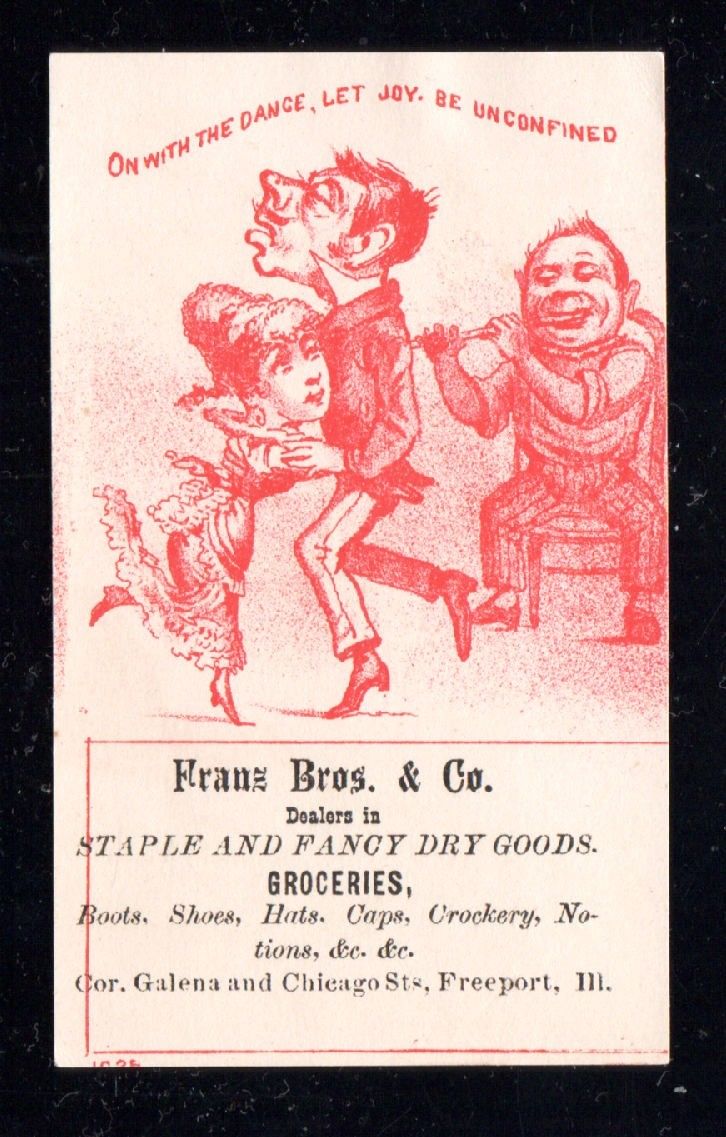 ON WITH THE DANCE, LET JOY. BE UNCONFINED
Franz Bros. & Co.
Dealers in
STAPLE AND FANCY DRY GOODS.
GROCERIES,
Boots. Shoes, Hats. Caps, Crockery, No-
tions, &c. &c.
Cor. Galena and Chicago Sts, Freeport, Ill.